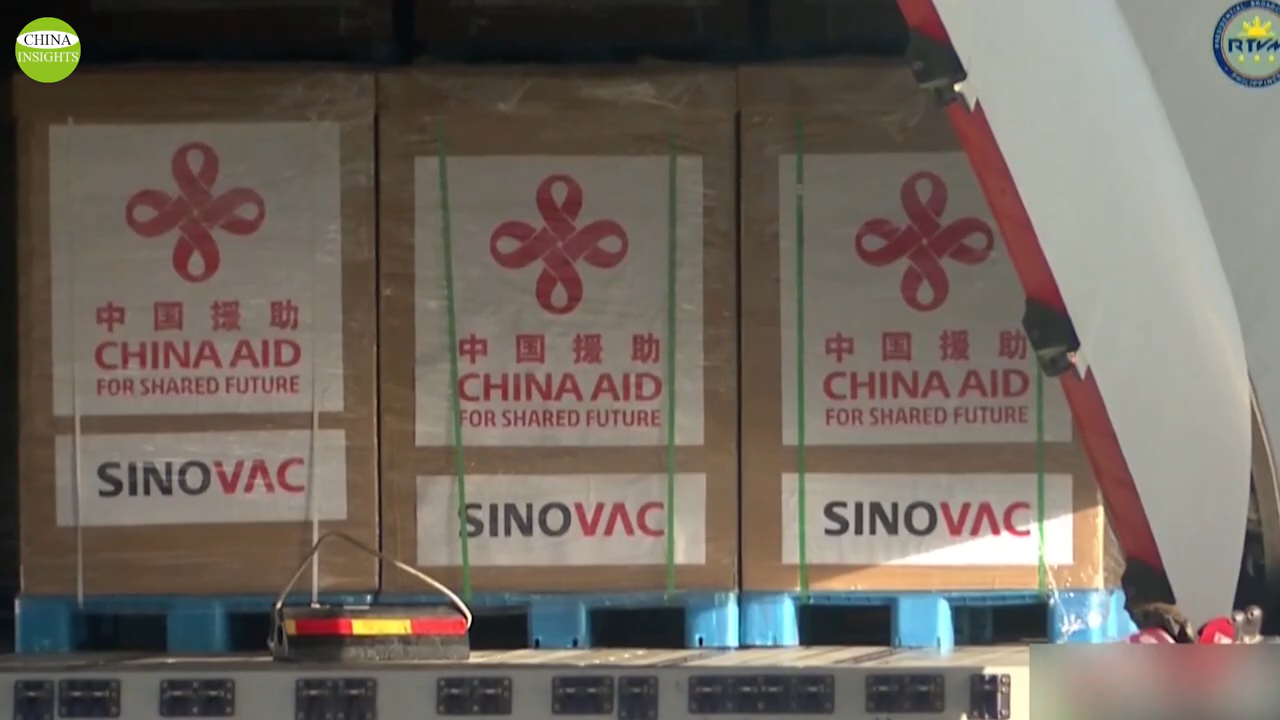 CHINA
INSIGHTS
RTVM
中国援助
CHINA AID
FOR SHARED FUTURE
SINOVAC
中国援助
CHINA AID
FOR SHARED FUTURE
SINOVAC
中国援助
CHINA AID
FOR SHARED FUTURE
SINOVAC